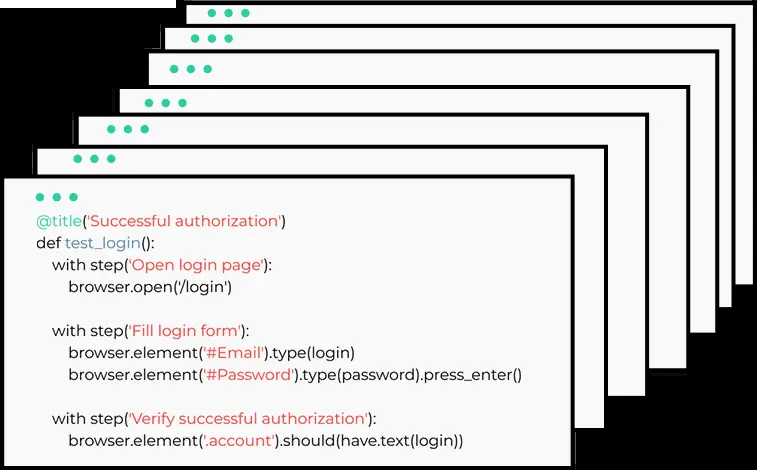 @title('Successful authorization')
def test_login():
with step('Open login page'):
browser.open('/login')
with step('Fill login form'):
browser.element('#Email').type(login)
browser.element('#Password').type(password).press_enter()
with step('Verify successful authorization'):
browser.element('.account').should(have.text(login))